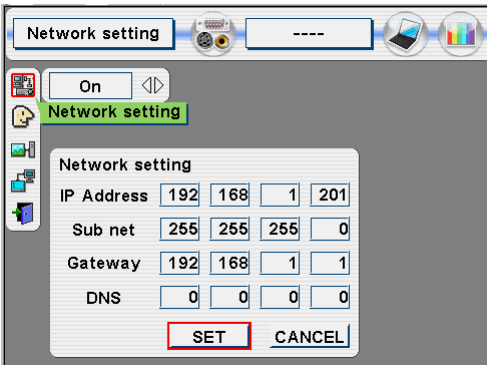 Network setting ----
On
Network setting
Network setting
IP Address 192 168 1 201
Sub net 255 255 255 0
Gateway 192 168 1 1
DNS 0 0 0 0
SET CANCEL